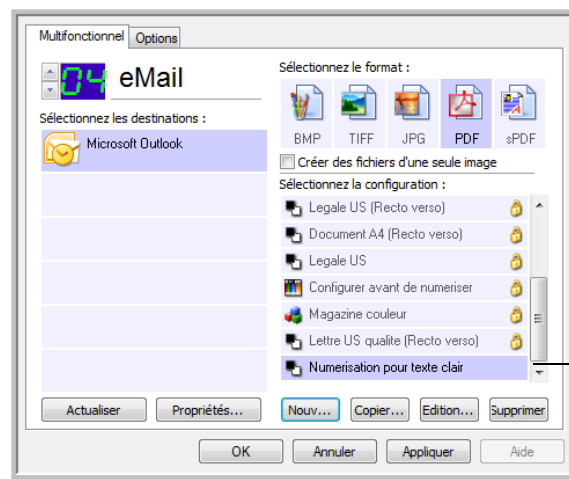 Multifonctionnel Options
04 eMail
Sélectionnez les destinations :
Microsoft Outlook
Sélectionnez le format :
BMP TIFF JPG PDF sPDF
Créer des fichiers d'une seule image
Sélectionnez la configuration :
Legale US (Recto verso)
Document A4 (Recto verso)
Legale US
Configurer avant de numeriser
Magazine couleur
Lettre US qualite (Recto verso)
Numerisation pour texte clair
Actualiser Propriétés... Nouv... Copier... Edition... Supprimer
OK Annuler Appliquer Aide